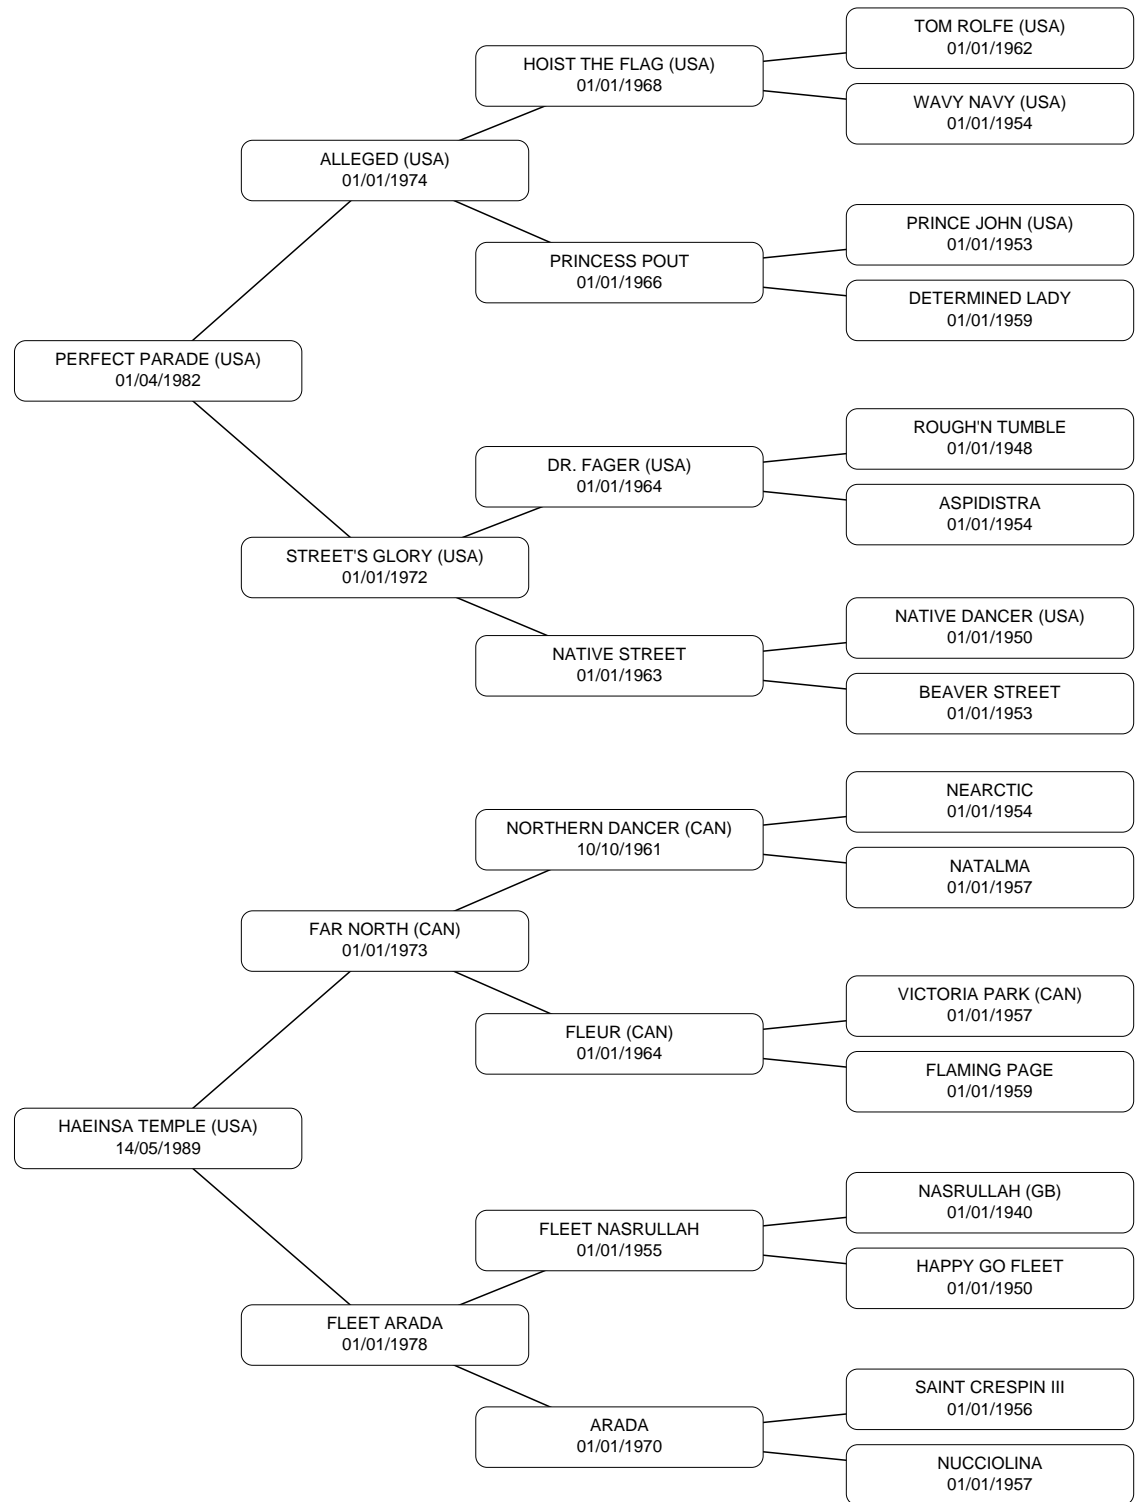 TOM ROLFE (USA)
01/01/1962
HOIST THE FLAG (USA)
01/01/1968
WAVY NAVY (USA)
01/01/1954
ALLEGED (USA)
01/01/1974
PRINCE JOHN (USA)
01/01/1953
PRINCESS POUT
01/01/1966
DETERMINED LADY
01/01/1959
PERFECT PARADE (USA)
01/04/1982
ROUGH'N TUMBLE
01/01/1948
DR. FAGER (USA)
01/01/1964
ASPIDISTRA
01/01/1954
STREET'S GLORY (USA)
01/01/1972
NATIVE DANCER (USA)
01/01/1950
NATIVE STREET
01/01/1963
BEAVER STREET
01/01/1953
NEARCTIC
01/01/1954
NORTHERN DANCER (CAN)
10/10/1961
NATALMA
01/01/1957
FAR NORTH (CAN)
01/01/1973
VICTORIA PARK (CAN)
01/01/1957
FLEUR (CAN)
01/01/1964
FLAMING PAGE
01/01/1959
HAEINSA TEMPLE (USA)
14/05/1989
NASRULLAH (GB)
01/01/1940
FLEET NASRULLAH
01/01/1955
HAPPY GO FLEET
01/01/1950
FLEET ARADA
01/01/1978
SAINT CRESPIN III
01/01/1956
ARADA
01/01/1970
NUCCIOLINA
01/01/1957